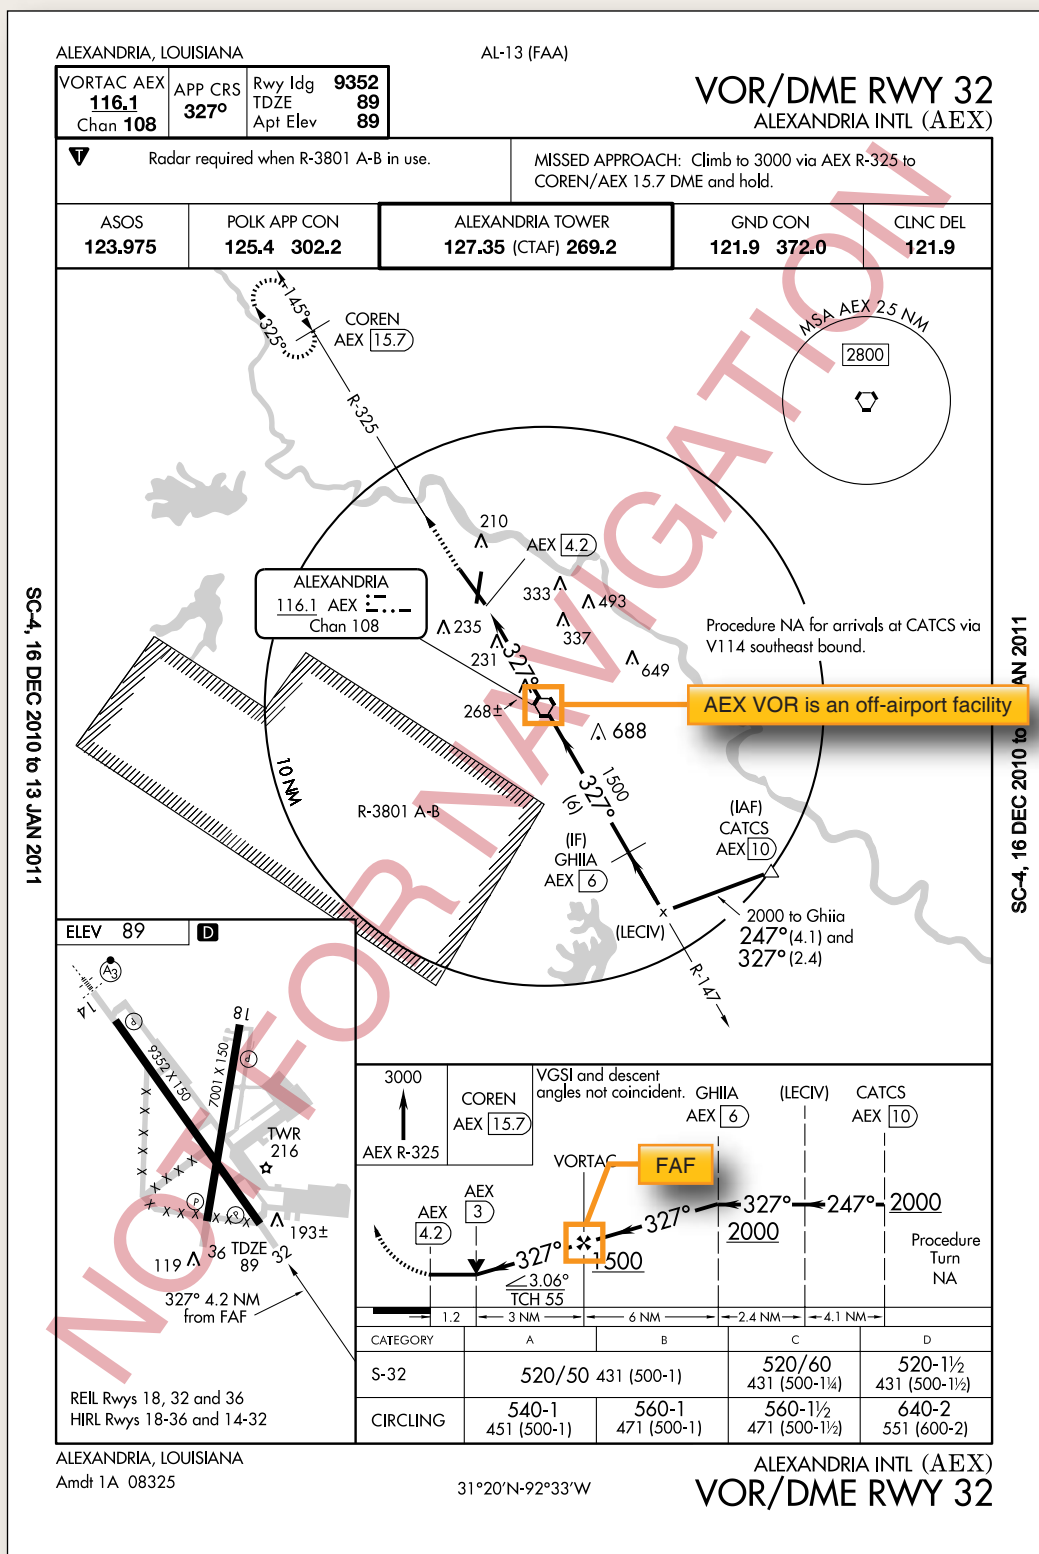 ALEXANDRIA, LOUISIANA
AL-13 (FAA)
VORTAC AEX
116.1
Chan 108
APP CRS
327°
Rwy ldg 9352
TDZE 89
Apt Elev 89
VOR/DME RWY 32
ALEXANDRIA INTL (AEX)
T
Radar required when R-3801 A-B in use.
MISSED APPROACH: Climb to 3000 via AEX R-325 to
COREN/AEX 15.7 DME and hold.
ASOS
123.975
POLK APP CON
125.4 302.2
ALEXANDRIA TOWER
127.35 (CTAF) 269.2
GND CON
121.9 372.0
CLNC DEL
121.9
NOT FOR NAVIGATION
145°
325°
COREN
AEX 15.7
R-325
MSA AEX 25 NM
2800
210
AEX 4.2
ALEXANDRIA
116.1 AEX
Chan 108
333
493
235
337
231
649
327°
268±
688
Procedure NA for arrivals at CATCS via
V114 southeast bound.
AEX VOR is an off-airport facility
10 NM
R-3801 A-B
1500
327°
(6)
(IF)
GHIIA
AEX 6
(IAF)
CATCS
AEX 10
(LECIV)
2000 to Ghiia
247° (4.1) and
327° (2.4)
R-147
SC-4, 16 DEC 2010 to 13 JAN 2011
SC-4, 16 DEC 2010 to AN 2011
ELEV 89
D
A3
14
18
P
P
9352 X 150
7001 X 150
TWR
216
P
P
193±
119
36
TDZE
89
32
327° 4.2 NM
from FAF
REIL Rwys 18, 32 and 36
HIRL Rwys 18-36 and 14-32
3000
AEX R-325
COREN
AEX 15.7
VGSI and descent
angles not coincident.
GHIIA
AEX 6
(LECIV)
CATCS
AEX 10
VORTAC
FAF
AEX
4.2
AEX
3
327°
3.06°
TCH 55
1500
327°
327°
2000
247°
2000
Procedure
Turn
NA
1.2
3 NM
6 NM
2.4 NM
4.1 NM
CATEGORY A B C D
S-32
520/50 431 (500-1)
520/60
431 (500-1¼)
520-1½
431 (500-1½)
CIRCLING
540-1
451 (500-1)
560-1
471 (500-1)
560-1½
471 (500-1½)
640-2
551 (600-2)
ALEXANDRIA, LOUISIANA
Amdt 1A 08325
31°20'N-92°33'W
ALEXANDRIA INTL (AEX)
VOR/DME RWY 32